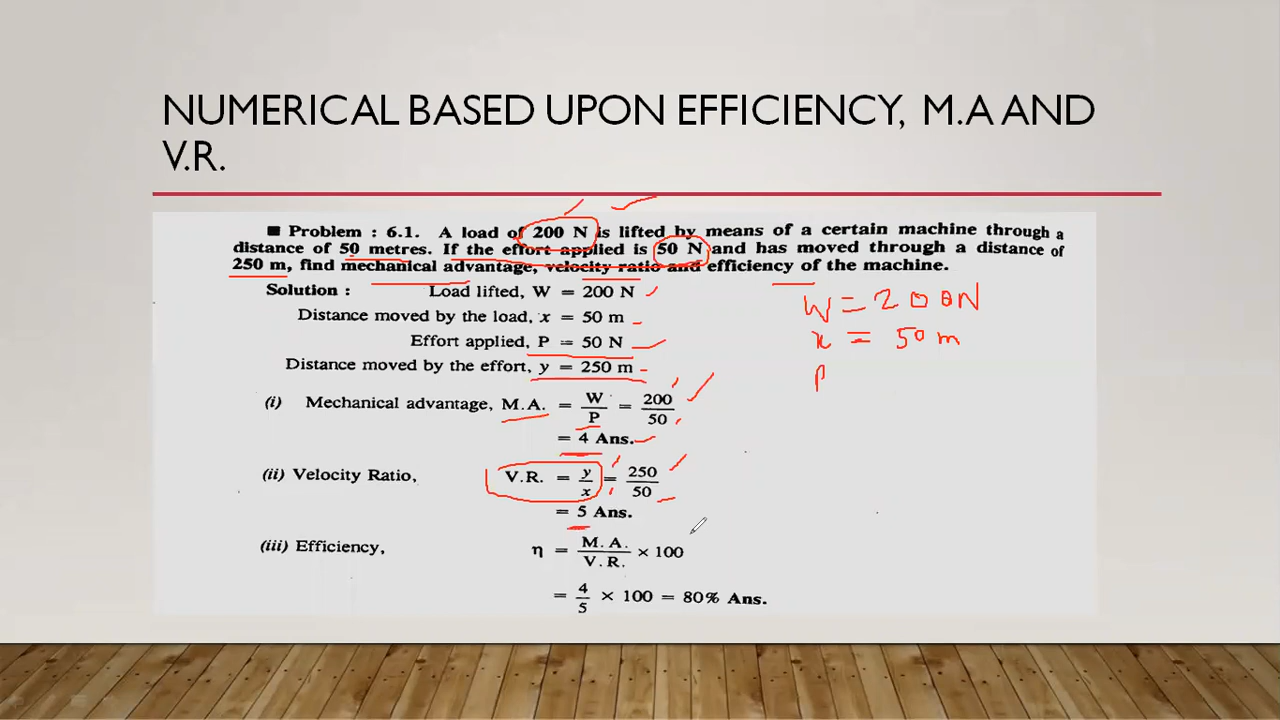 NUMERICAL BASED UPON EFFICIENCY, M.A AND
V.R.
■ Problem : 6.1. A load of 200 N is lifted by means of a certain machine through a
distance of 50 metres. If the effort applied is 50 N and has moved through a distance of
250 m, find mechanical advantage, velocity ratio and efficiency of the machine.
Solution : Load lifted, W = 200 N
W = 200N
Distance moved by the load, x = 50 m
x = 50 m
Effort applied, P = 50 N
Distance moved by the effort, y = 250 m
P
(i) Mechanical advantage, M.A. = W/P = 200/50
= 4 Ans.
(ii) Velocity Ratio, V.R. = y/x = 250/50
= 5 Ans.
(iii) Efficiency, η = M.A./V.R. × 100
= 4/5 × 100 = 80% Ans.